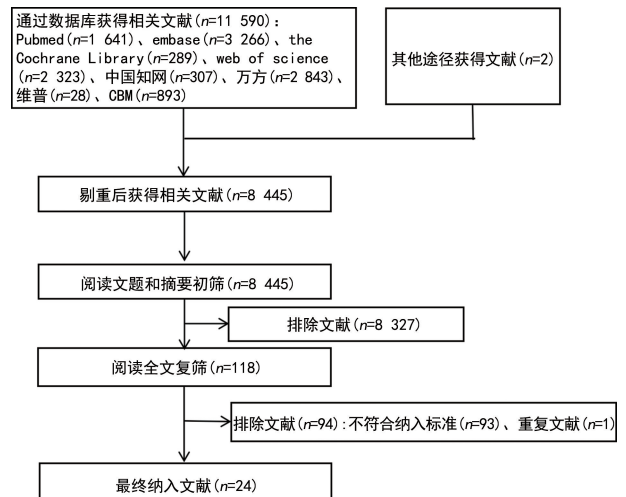 通过数据库获得相关文献(n=11 590):
Pubmed(n=1 641)、embase(n=3 266)、the
Cochrane Library(n=289)、web of science
(n=2 323)、中国知网(n=307)、万方(n=2 843)、
维普(n=28)、CBM(n=893)
其他途径获得文献(n=2)
剔重后获得相关文献(n=8 445)
阅读文题和摘要初筛(n=8 445)
排除文献(n=8 327)
阅读全文复筛(n=118)
排除文献(n=94):不符合纳入标准(n=93)、重复文献(n=1)
最终纳入文献(n=24)